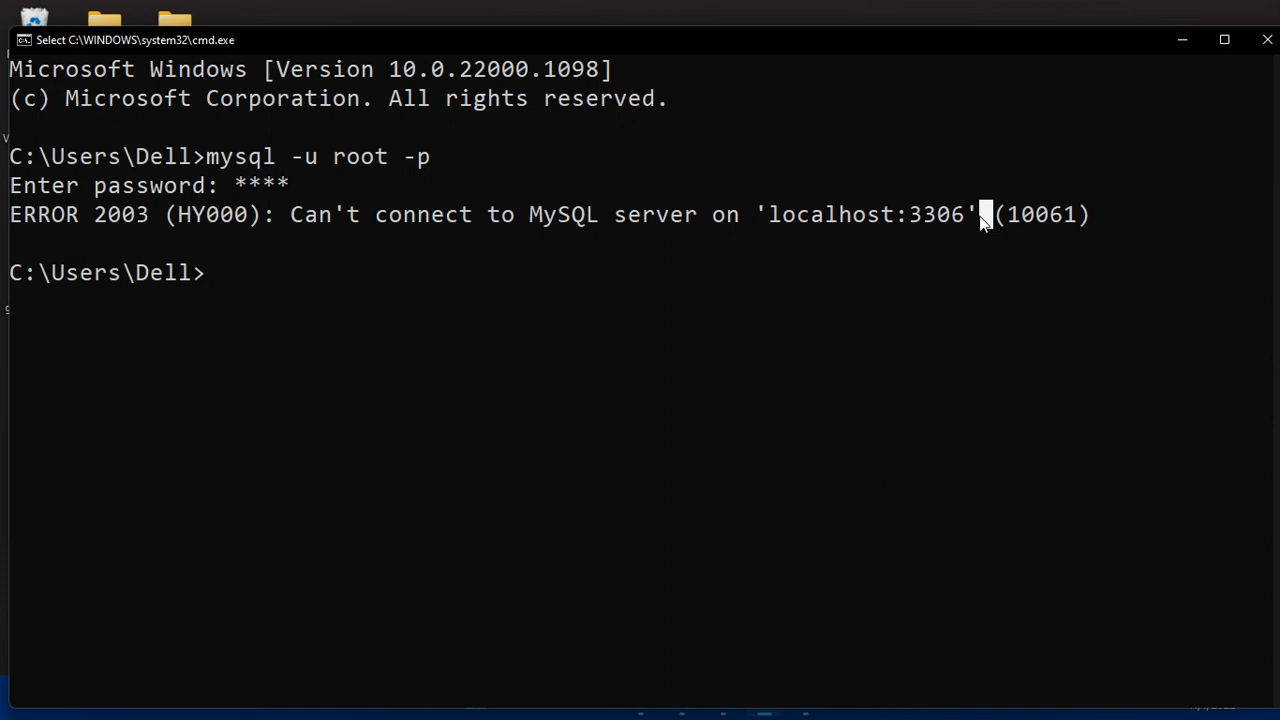 Select C:\WINDOWS\system32\cmd.exe
Microsoft Windows [Version 10.0.22000.1098]
(c) Microsoft Corporation. All rights reserved.
C:\Users\Dell>mysql -u root -p
Enter password: ****
ERROR 2003 (HY000): Can't connect to MySQL server on 'localhost:3306' (10061)
C:\Users\Dell>